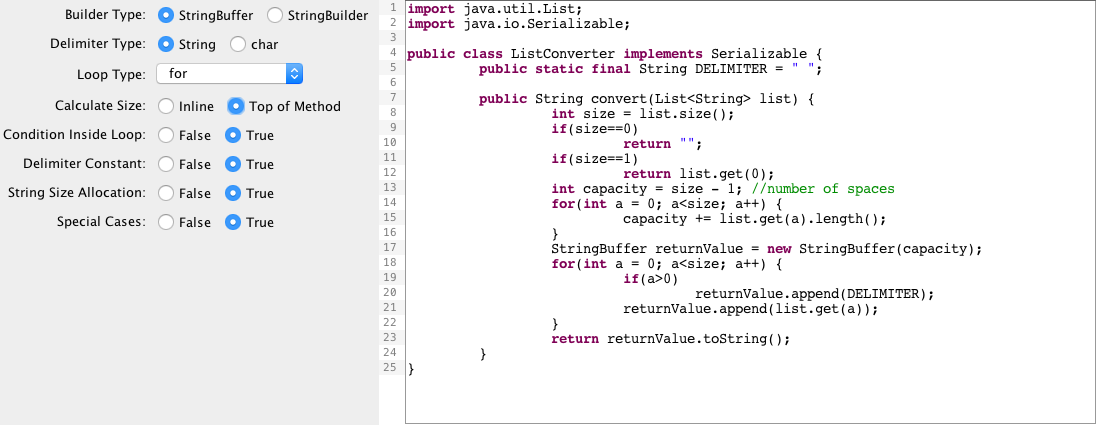 Builder Type: StringBuffer StringBuilder
Delimiter Type: String char
Loop Type: for
Calculate Size: Inline Top of Method
Condition Inside Loop: False True
Delimiter Constant: False True
String Size Allocation: False True
Special Cases: False True
1 import java.util.List;
2 import java.io.Serializable;
3
4 public class ListConverter implements Serializable {
5 public static final String DELIMITER = " ";
6
7 public String convert(List<String> list) {
8 int size = list.size();
9 if(size==0)
10 return "";
11 if(size==1)
12 return list.get(0);
13 int capacity = size - 1; //number of spaces
14 for(int a = 0; a<size; a++) {
15 capacity += list.get(a).length();
16 }
17 StringBuffer returnValue = new StringBuffer(capacity);
18 for(int a = 0; a<size; a++) {
19 if(a>0)
20 returnValue.append(DELIMITER);
21 returnValue.append(list.get(a));
22 }
23 return returnValue.toString();
24 }
25 }